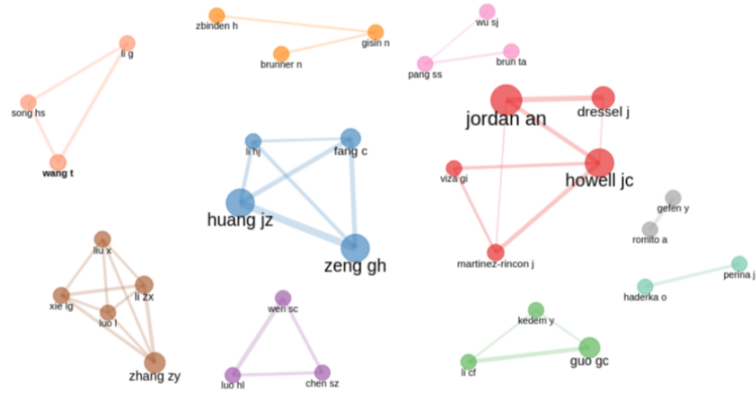 wu sj
zbinden h
gisin n
li g
brun ta
brunner n
pang ss
song hs
jordan an
dressel j
li hj
fang c
wang t
viza gi
howell jc
gefen y
huang jz
romito a
liu x
zeng gh
martinez-rincon j
perina j
li zx
haderka o
xie lg
wen sc
luo l
kedem y
guo gc
zhang zy
li cf
luo hl
chen sz